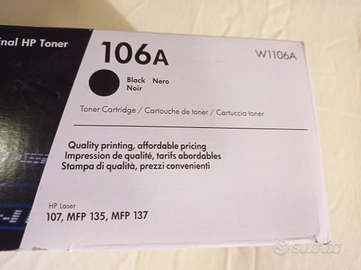 inal HP Toner
106A
W1106A
Black Nero
Noir
Toner Cartridge / Cartouche de toner / Cartuccia toner
Quality printing, affordable pricing
Impression de qualité, tarifs abordables
Stampa di qualità, prezzi convenienti
HP Laser
107, MFP 135, MFP 137
subito